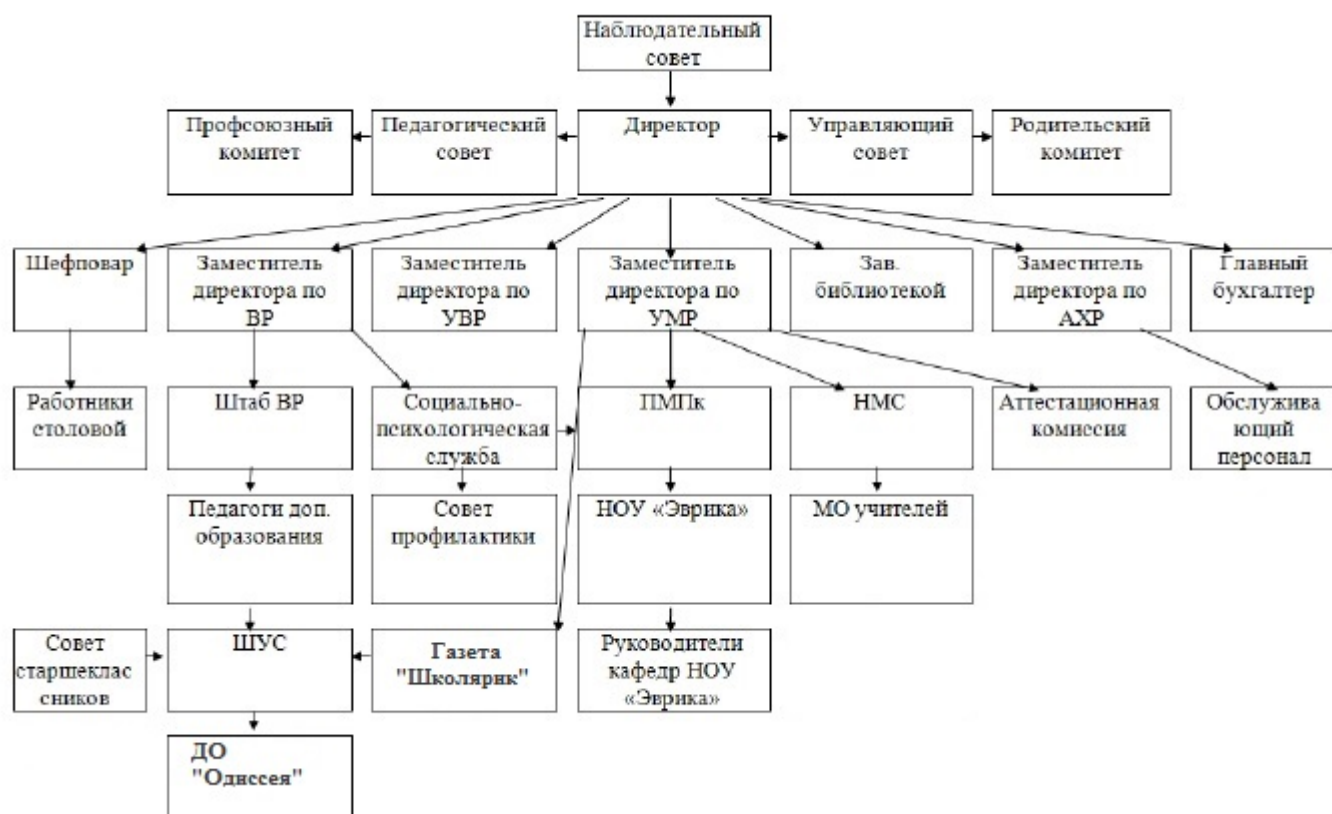 Наблюдательный
совет
Профсоюзный
комитет
Педагогический
совет
Директор
Управляющий
совет
Родительский
комитет
Шефповар
Заместитель
директора по
ВР
Заместитель
директора по
УВР
Заместитель
директора по
УМР
Зав.
библиотекой
Заместитель
директора по
АХР
Главный
бухгалтер
Работники
столовой
Штаб ВР
Социально-
психологическая
служба
ПМПк
НМС
Аттестационная
комиссия
Обслужива
ющий
персонал
Педагоги доп.
образования
Совет
профилактики
НОУ «Эврика»
МО учителей
Совет
старшеклас
сников
ШУС
Газета
"Школярик"
Руководители
кафедр НОУ
«Эврика»
ДО
"Одиссея"